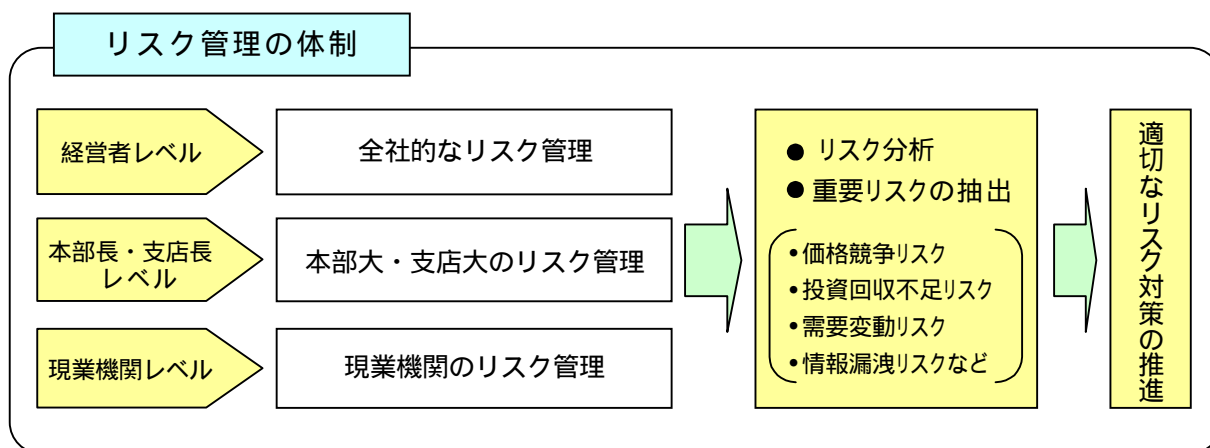 リスク管理の体制
経営者レベル
全社的なリスク管理
本部長・支店長
レベル
本部大・支店大のリスク管理
現業機関レベル
現業機関のリスク管理
● リスク分析
● 重要リスクの抽出
•価格競争リスク
•投資回収不足リスク
•需要変動リスク
•情報漏洩リスクなど
適切なリスク対策の推進